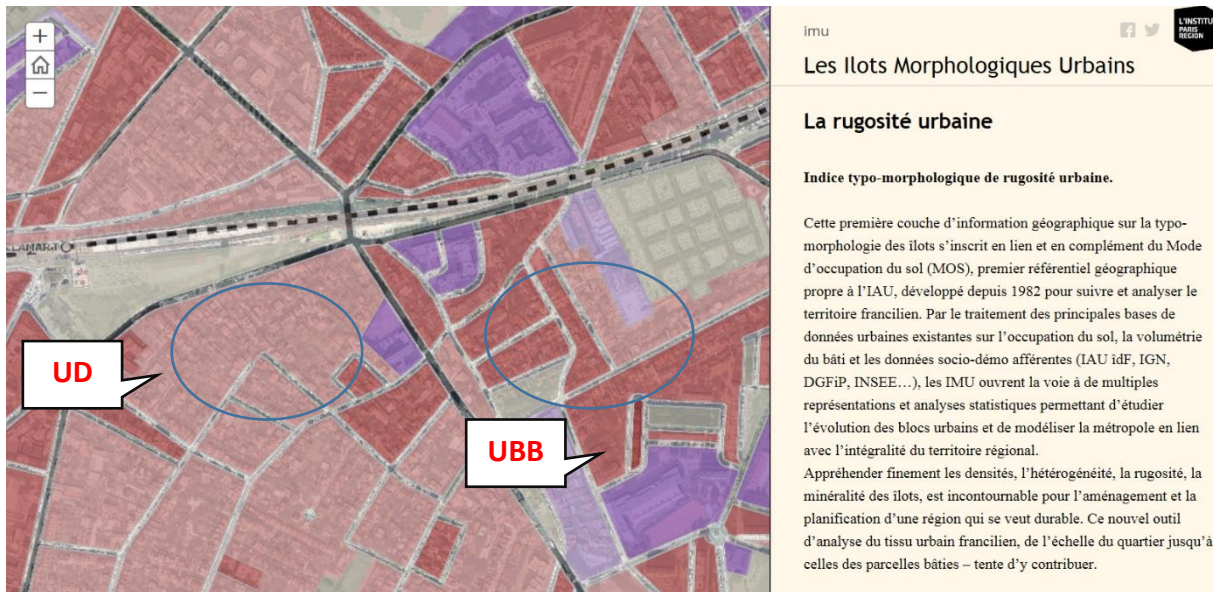 +
−
CLAMART
UD
UBB
imu
L'INSTITUT
PARIS
REGION
Les Ilots Morphologiques Urbains
La rugosité urbaine
Indice typo-morphologique de rugosité urbaine.
Cette première couche d’information géographique sur la typo-
morphologie des îlots s’inscrit en lien et en complément du Mode
d’occupation du sol (MOS), premier référentiel géographique
propre à l’IAU, développé depuis 1982 pour suivre et analyser le
territoire francilien. Par le traitement des principales bases de
données urbaines existantes sur l’occupation du sol, la volumétrie
du bâti et les données socio-démo afférentes (IAU îdF, IGN,
DGFiP, INSEE…), les IMU ouvrent la voie à de multiples
représentations et analyses statistiques permettant d’étudier
l’évolution des blocs urbains et de modéliser la métropole en lien
avec l’intégralité du territoire régional.
Appréhender finement les densités, l’hétérogénéité, la rugosité, la
minéralité des îlots, est incontournable pour l’aménagement et la
planification d’une région qui se veut durable. Ce nouvel outil
d’analyse du tissu urbain francilien, de l’échelle du quartier jusqu’à
celles des parcelles bâties – tente d’y contribuer.